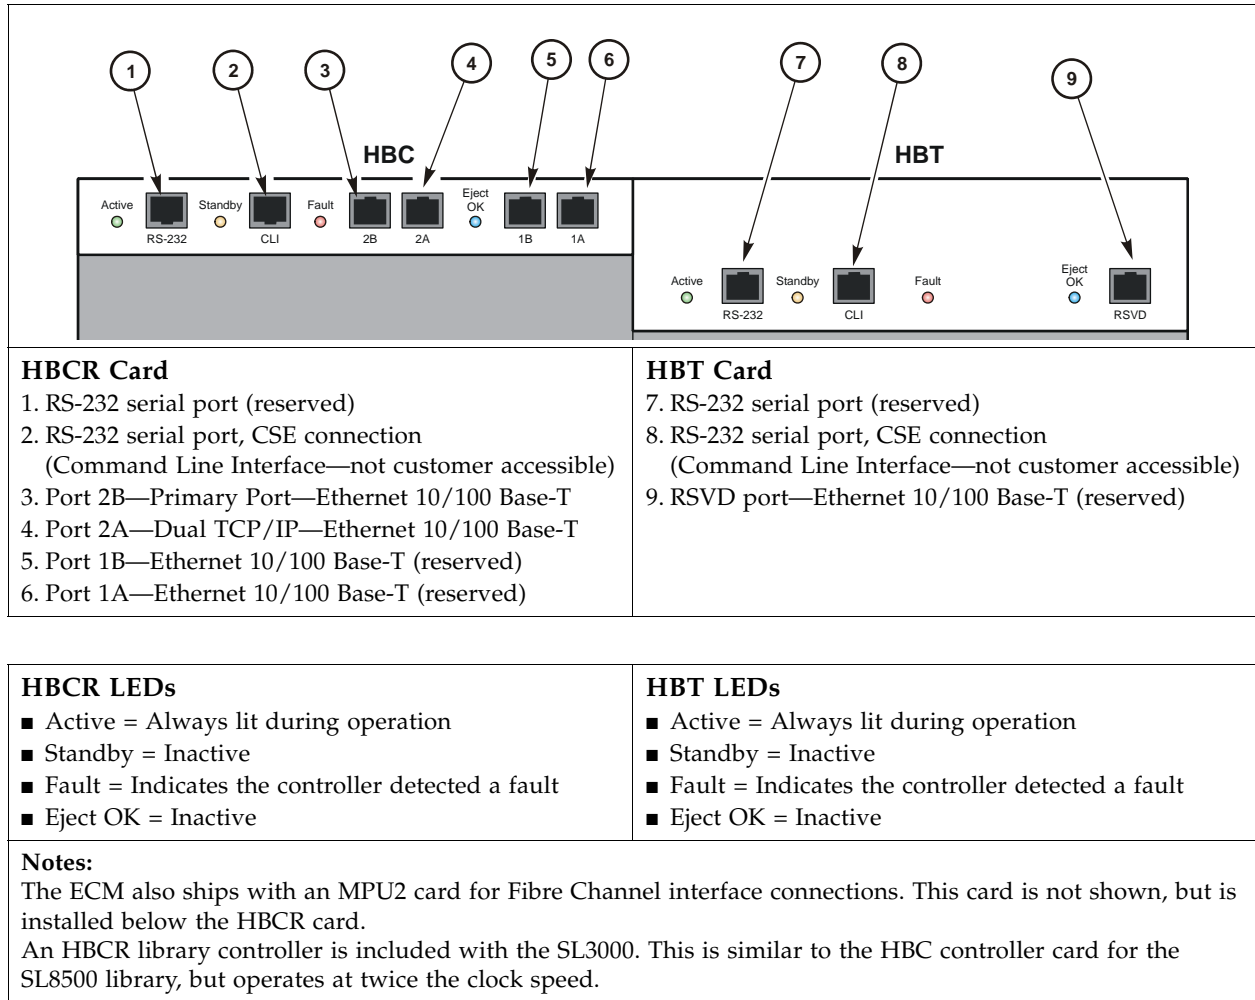 1 2 3 4 5 6 7 8 9
HBC
HBT
Active
RS-232
Standby
CLI
Fault
2B
2A
Eject
OK
1B
1A
Active
RS-232
Standby
CLI
Fault
Eject
OK
RSVD
HBCR Card
1. RS-232 serial port (reserved)
2. RS-232 serial port, CSE connection
(Command Line Interface—not customer accessible)
3. Port 2B—Primary Port—Ethernet 10/100 Base-T
4. Port 2A—Dual TCP/IP—Ethernet 10/100 Base-T
5. Port 1B—Ethernet 10/100 Base-T (reserved)
6. Port 1A—Ethernet 10/100 Base-T (reserved)
HBT Card
7. RS-232 serial port (reserved)
8. RS-232 serial port, CSE connection
(Command Line Interface—not customer accessible)
9. RSVD port—Ethernet 10/100 Base-T (reserved)
HBCR LEDs
■ Active = Always lit during operation
■ Standby = Inactive
■ Fault = Indicates the controller detected a fault
■ Eject OK = Inactive
HBT LEDs
■ Active = Always lit during operation
■ Standby = Inactive
■ Fault = Indicates the controller detected a fault
■ Eject OK = Inactive
Notes:
The ECM also ships with an MPU2 card for Fibre Channel interface connections. This card is not shown, but is
installed below the HBCR card.
An HBCR library controller is included with the SL3000. This is similar to the HBC controller card for the
SL8500 library, but operates at twice the clock speed.